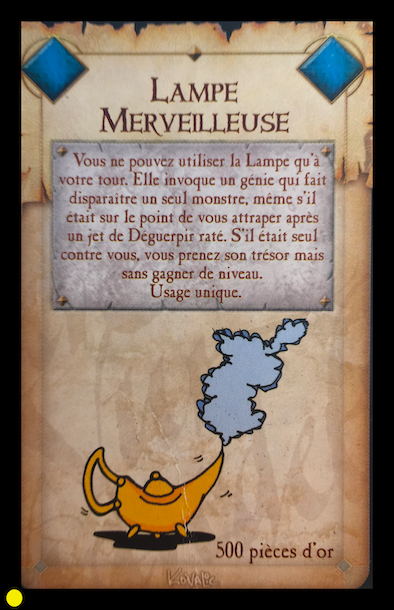 Lampe
Merveilleuse
Vous ne pouvez utiliser la Lampe qu'à
votre tour. Elle invoque un génie qui fait
disparaitre un seul monstre, même s'il
était sur le point de vous attraper après
un jet de Déguerpir raté. S'il était seul
contre vous, vous prenez son trésor mais
sans gagner de niveau.
Usage unique.
500 pièces d'or
Kovalic